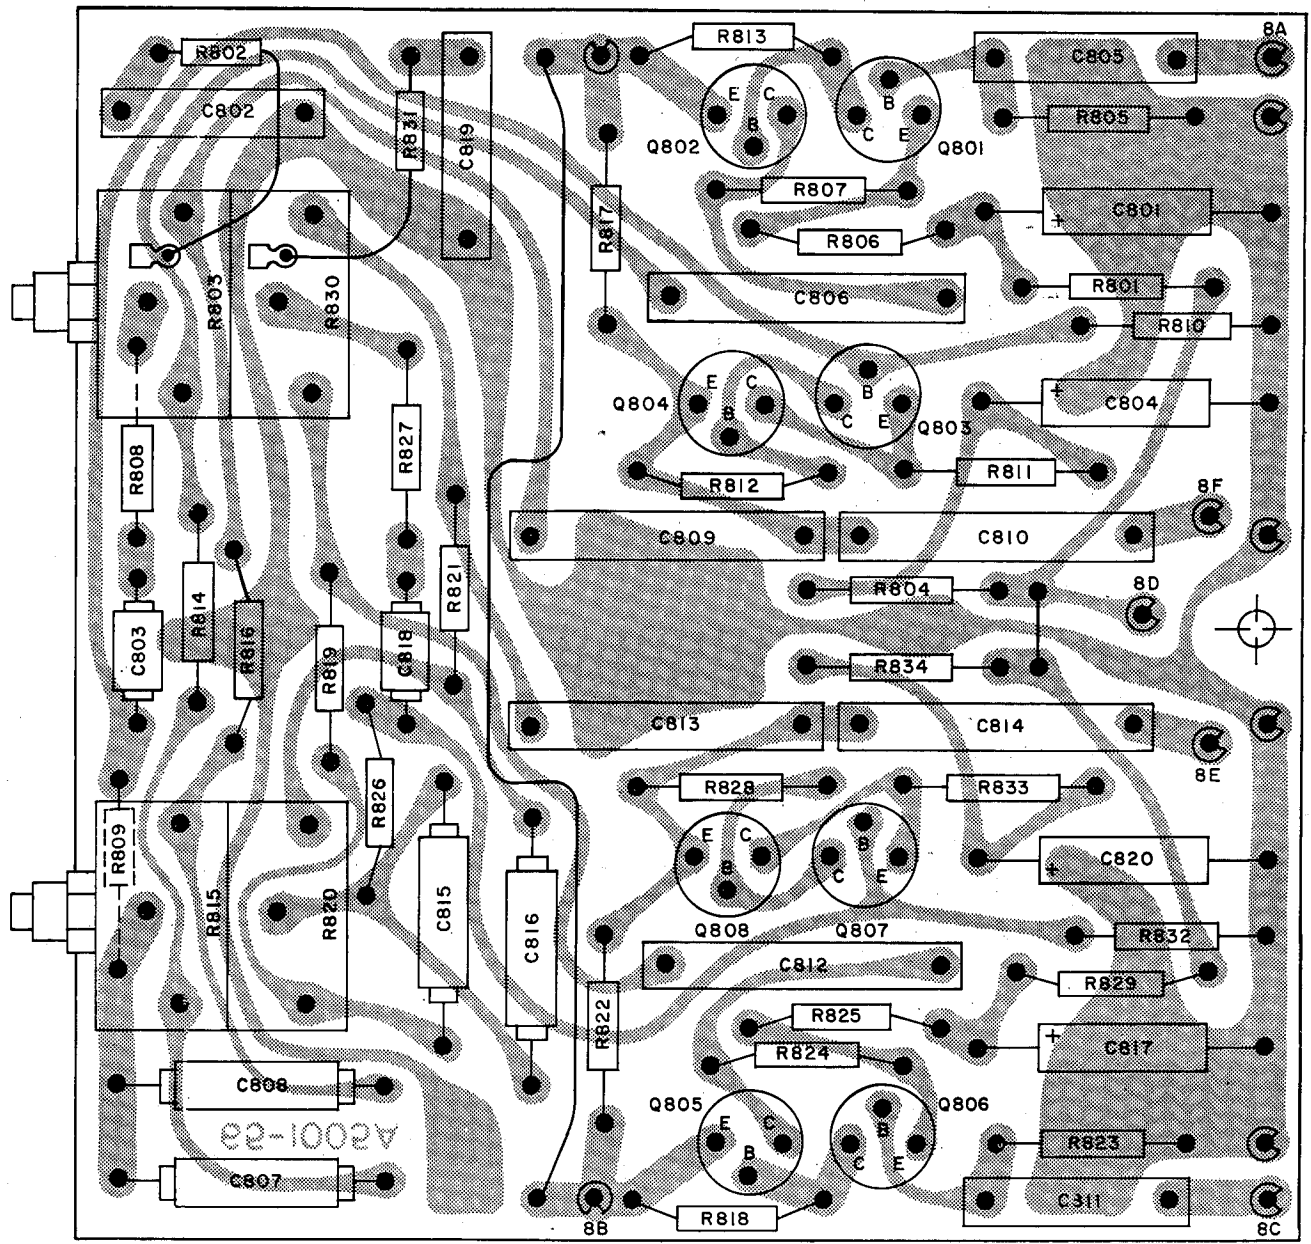 8A
R802
R813
C805
C802
R831
C819
E C
B
B
C E
R805
Q802
Q801
R807
R817
C801
+
R806
R803
R830
C806
R801
R810
E C
B
B
C E
Q804
Q803
+
C804
R808
R827
R812
R811
8F
C809
C810
R821
R804
8D
R814
R816
C803
R819
C818
R834
C813
C814
8E
R828
R833
R826
R809
E C
B
B
C E
C820
+
R815
R820
C815
C816
Q808
Q807
R832
C812
R829
R822
R825
R824
+
C817
C808
Q805
Q806
65-1005A
E C
B
B
C E
R823
C807
R818
C311
8B
8C